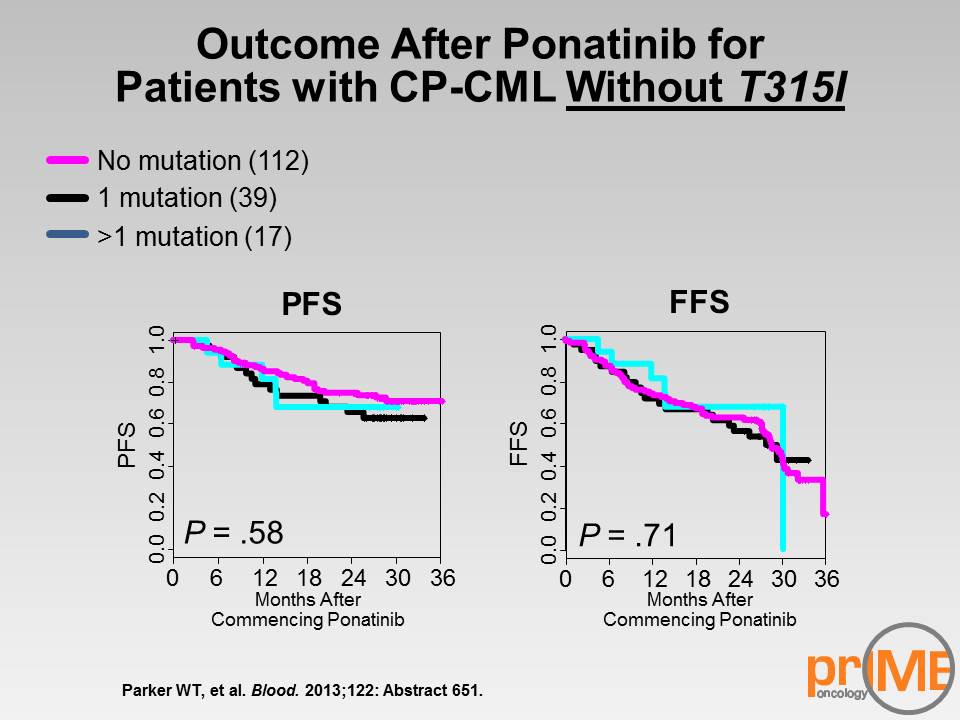 Outcome After Ponatinib for
Patients with CP-CML Without T315I
No mutation (112)
1 mutation (39)
>1 mutation (17)
PFS
PFS
1.0
0.8
0.6
0.4
0.2
0.0
P = .58
0 6 12 18 24 30 36
Months After
Commencing Ponatinib
FFS
FFS
1.0
0.8
0.6
0.4
0.2
0.0
P = .71
0 6 12 18 24 30 36
Months After
Commencing Ponatinib
Parker WT, et al. Blood. 2013;122: Abstract 651.
prIME
oncology